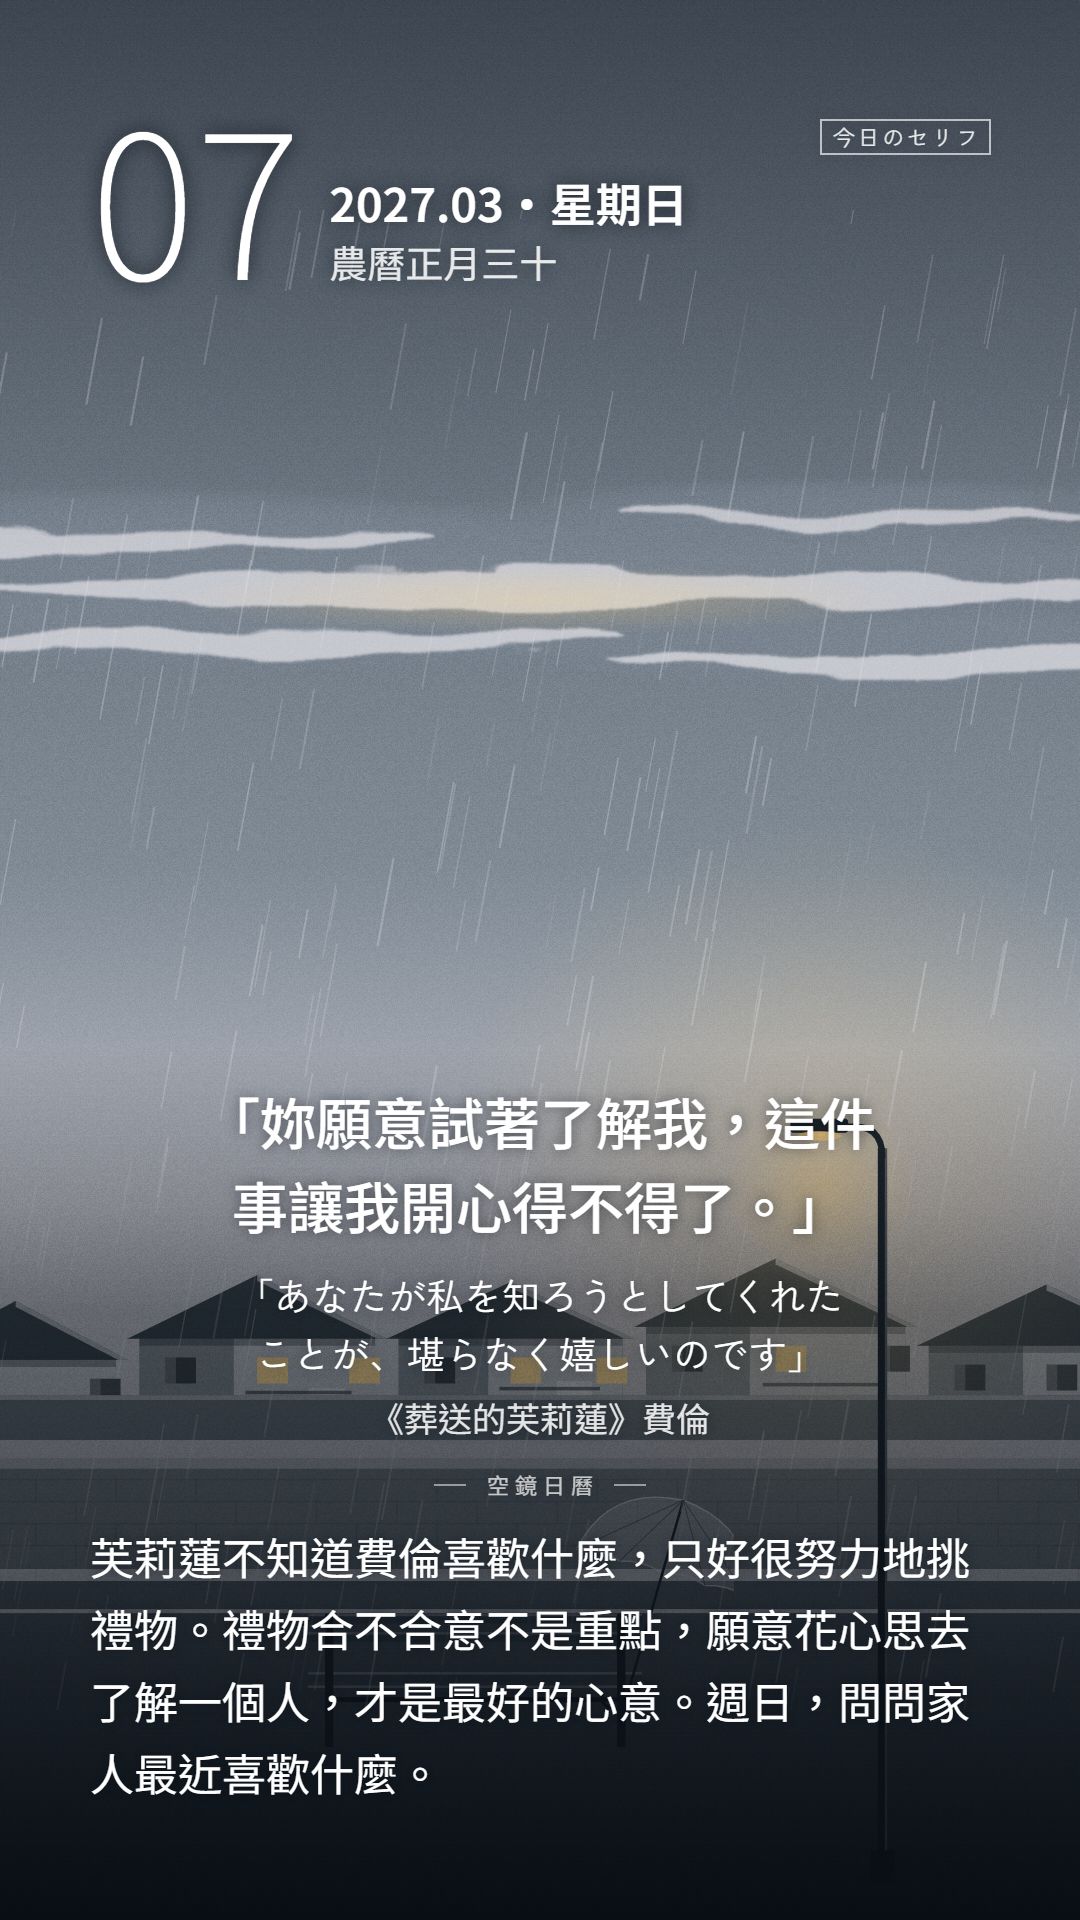 07
今日のセリフ
2027.03・星期日
農曆正月三十
「妳願意試著了解我，這件
事讓我開心得不得了。」
「あなたが私を知ろうとしてくれた
ことが、堪らなく嬉しいのです」
《葬送的芙莉蓮》費倫
空鏡日曆
芙莉蓮不知道費倫喜歡什麼，只好很努力地挑
禮物。禮物合不合意不是重點，願意花心思去
了解一個人，才是最好的心意。週日，問問家
人最近喜歡什麼。